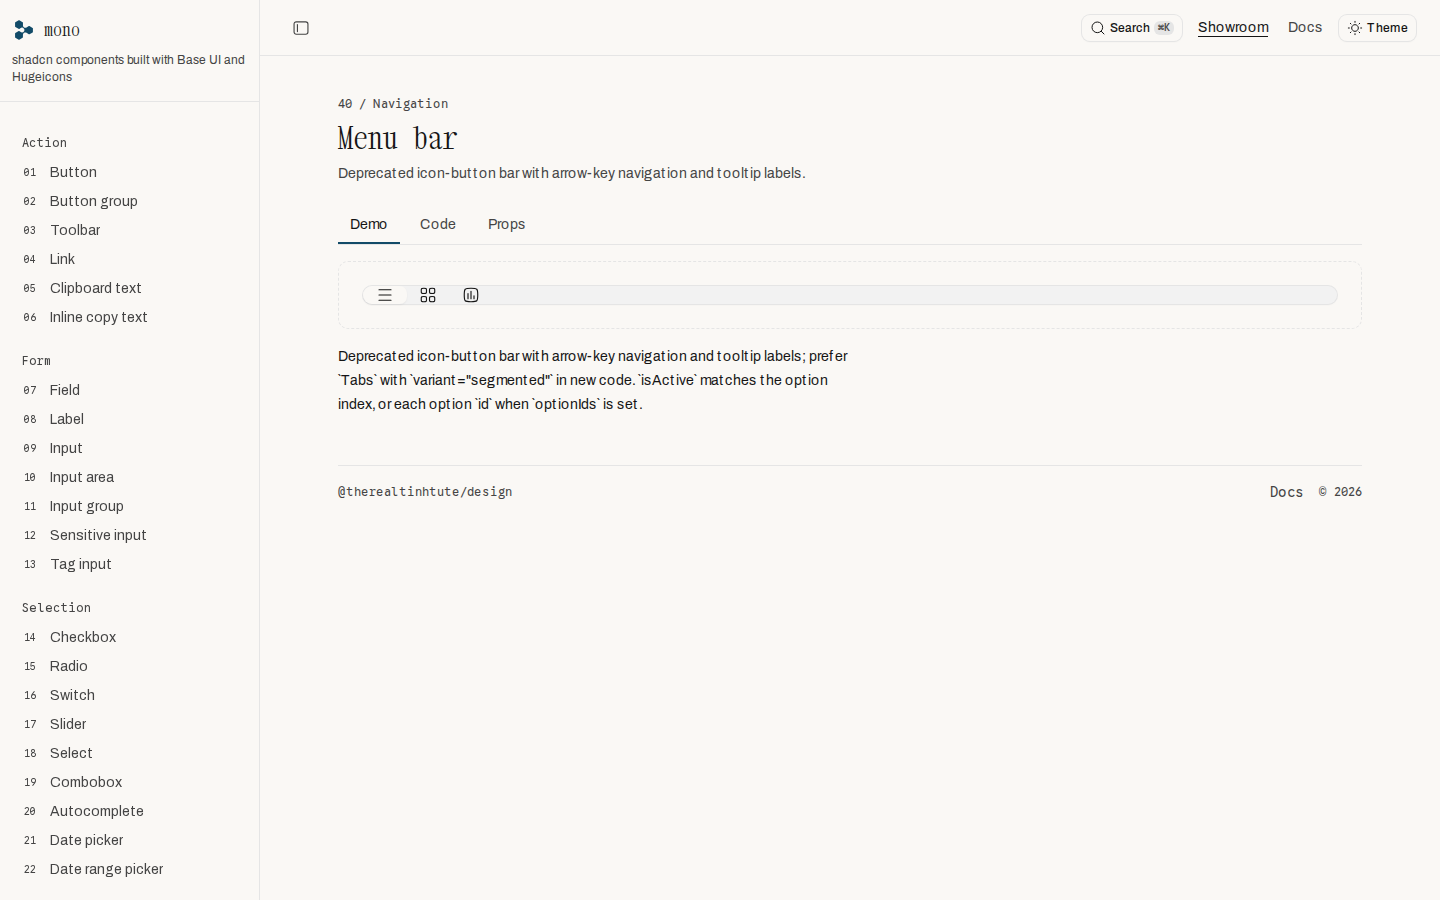 mono
shadcn components built with Base UI and
Hugeicons
Action
01 Button
02 Button group
03 Toolbar
04 Link
05 Clipboard text
06 Inline copy text
Form
07 Field
08 Label
09 Input
10 Input area
11 Input group
12 Sensitive input
13 Tag input
Selection
14 Checkbox
15 Radio
16 Switch
17 Slider
18 Select
19 Combobox
20 Autocomplete
21 Date picker
22 Date range picker
Search ⌘K Showroom Docs Theme
40 / Navigation
Menu bar
Deprecated icon-button bar with arrow-key navigation and tooltip labels.
Demo Code Props
Deprecated icon-button bar with arrow-key navigation and tooltip labels; prefer
`Tabs` with `variant="segmented"` in new code. `isActive` matches the option
index, or each option `id` when `optionIds` is set.
@therealtinhtute/design Docs © 2026